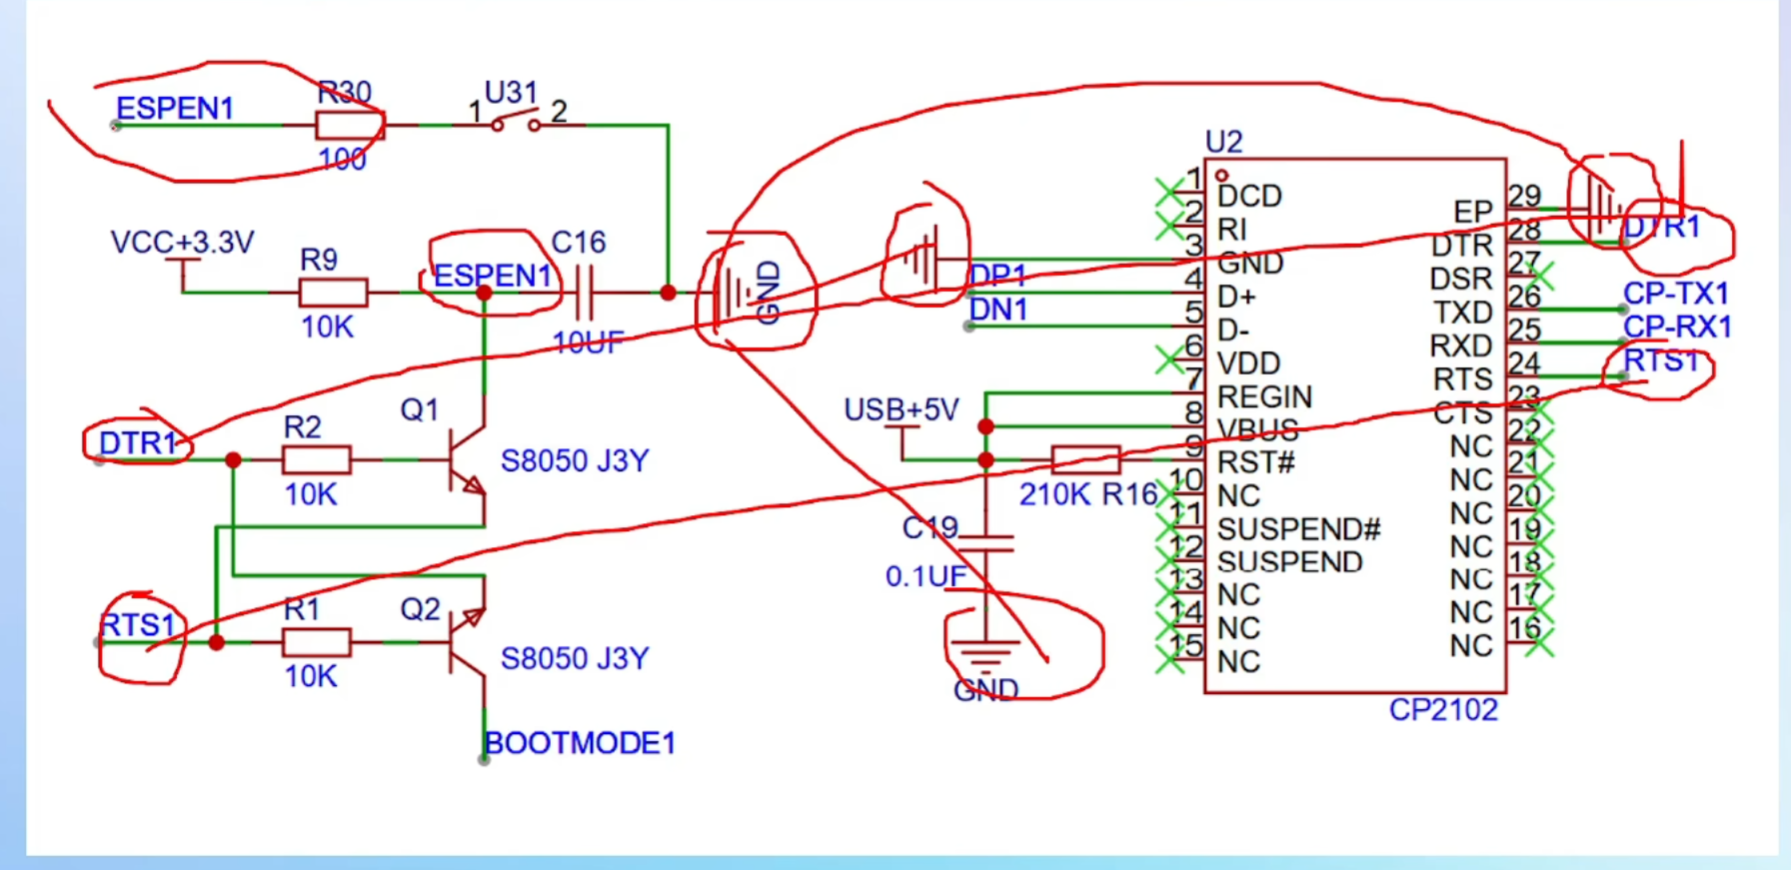 ESPEN1
R30
100
U31
1
2
VCC+3.3V
R9
10K
ESPEN1
C16
10UF
GND
DTR1
R2
10K
Q1
S8050 J3Y
RTS1
R1
10K
Q2
S8050 J3Y
BOOTMODE1
DP1
DN1
USB+5V
210K R16
C19
0.1UF
GND
U2
1 DCD
2 RI
3 GND
4 D+
5 D-
6 VDD
7 REGIN
8 VBUS
9 RST#
10 NC
11 SUSPEND#
12 SUSPEND
13 NC
14 NC
15 NC
EP 29
DTR 28 DTR1
DSR 27
TXD 26 CP-TX1
RXD 25 CP-RX1
RTS 24 RTS1
CTS 23
NC 22
NC 21
NC 20
NC 19
NC 18
NC 17
NC 16
CP2102